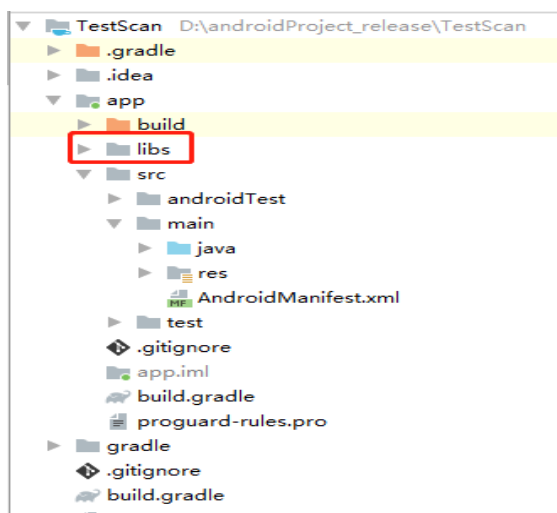 TestScan D:\androidProject_release\TestScan
.gradle
.idea
app
build
libs
src
androidTest
main
java
res
AndroidManifest.xml
test
.gitignore
app.iml
build.gradle
proguard-rules.pro
gradle
.gitignore
build.gradle